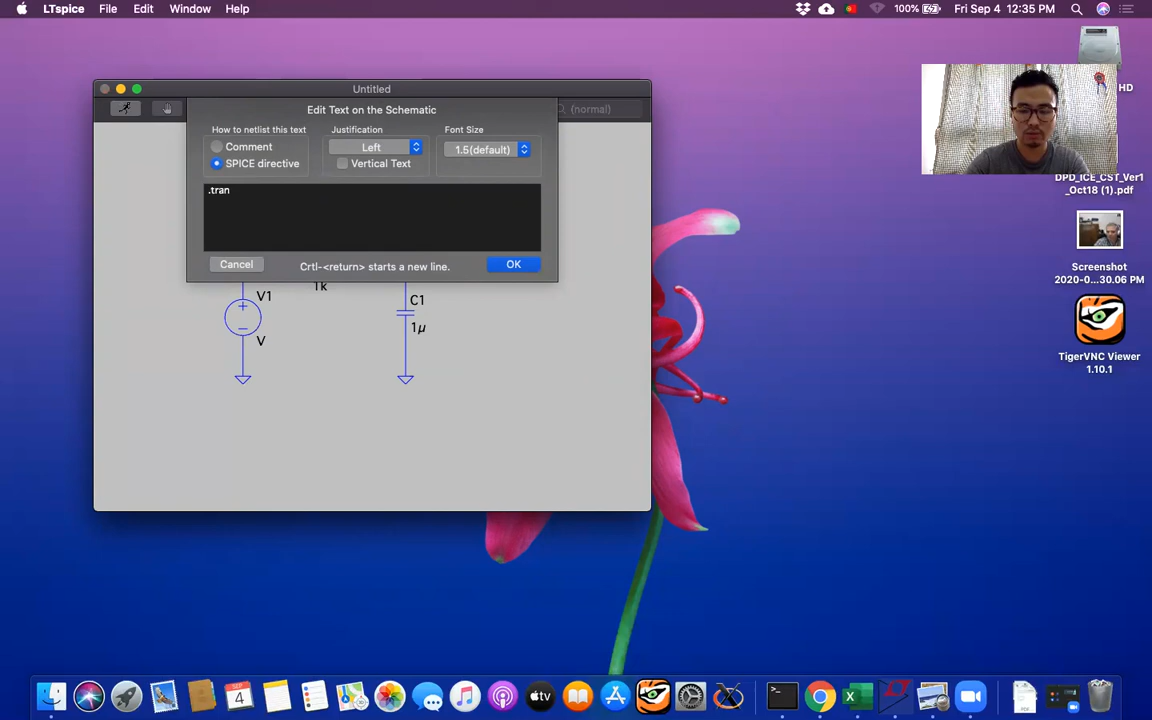 LTspice File Edit Window Help 100% Fri Sep 4 12:35 PM
Untitled
(normal)
Edit Text on the Schematic
How to netlist this text
Comment
SPICE directive
Justification
Left
Vertical Text
Font Size
1.5(default)
.tran
Cancel
Crtl-<return> starts a new line.
OK
1k
V1
V
C1
1µ
HD
DPD_ICE_CST_Ver1
_Oct18 (1).pdf
Screenshot
2020-0...30.06 PM
TigerVNC Viewer
1.10.1
SEP
4
tv